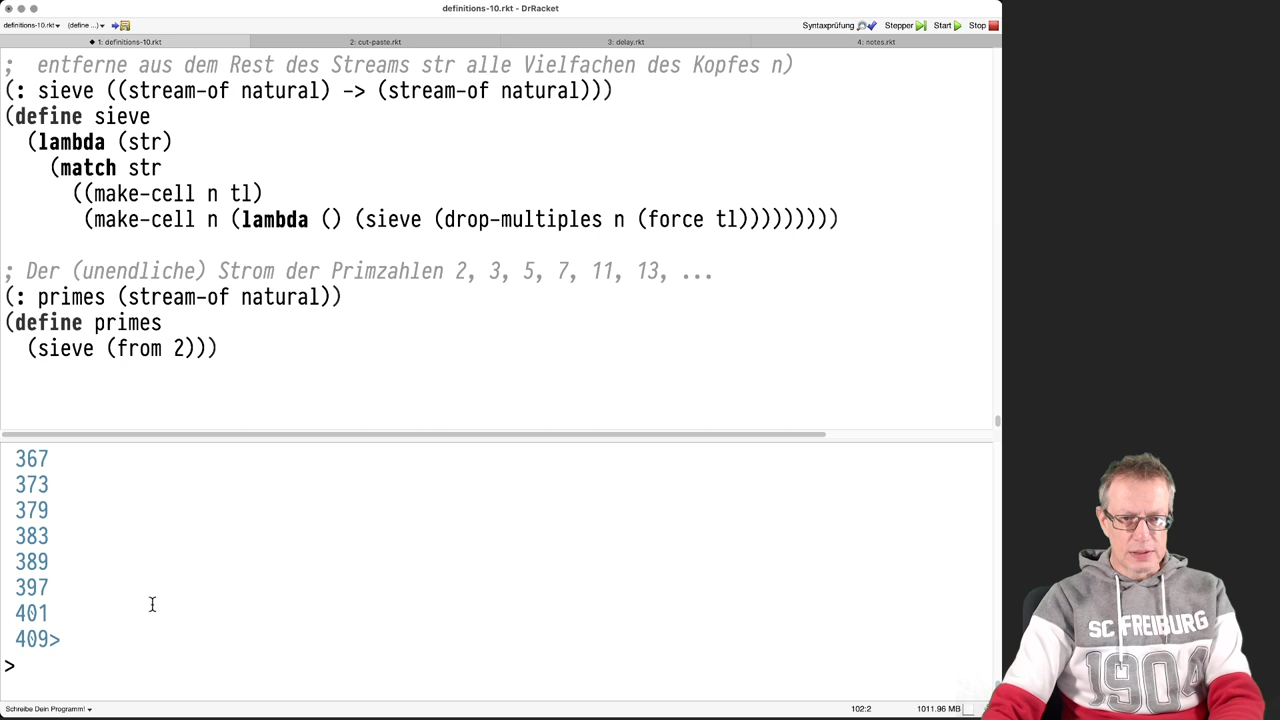 definitions-10.rkt - DrRacket
definitions-10.rkt▾ (define ...)▾ Syntaxprüfung Stepper Start Stop
1: definitions-10.rkt 2: cut-paste.rkt 3: delay.rkt 4: notes.rkt
;  entferne aus dem Rest des Streams str alle Vielfachen des Kopfes n)
(: sieve ((stream-of natural) -> (stream-of natural)))
(define sieve
  (lambda (str)
    (match str
      ((make-cell n tl)
       (make-cell n (lambda () (sieve (drop-multiples n (force tl)))))))))
; Der (unendliche) Strom der Primzahlen 2, 3, 5, 7, 11, 13, ...
(: primes (stream-of natural))
(define primes
  (sieve (from 2)))
367
373
379
383
389
397
401
409>
>
Schreibe Dein Programm!▾ 102:2 1011.96 MB
SC FREIBURG
1904